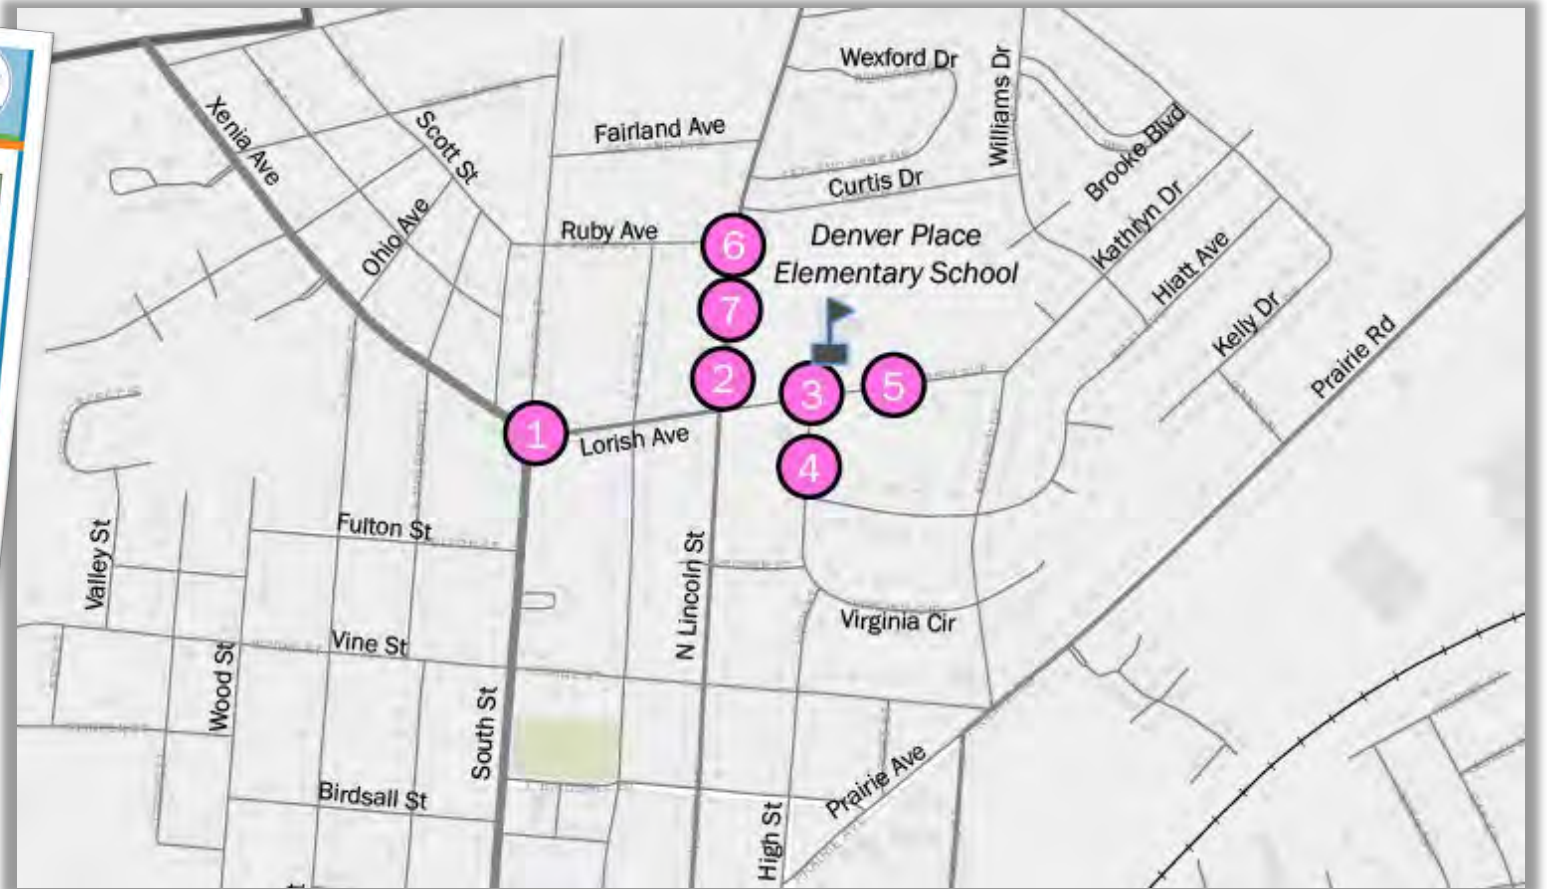 Wexford Dr
Williams Dr
Xenia Ave
Scott St
Fairland Ave
Brooke Blvd
Curtis Dr
Kathryn Dr
Ohio Ave
Ruby Ave
6
Denver Place
Elementary School
Hiatt Ave
7
Kelly Dr
Prairie Rd
2
3
5
1
Lorish Ave
4
Fulton St
Valley St
N Lincoln St
Virginia Cir
Vine St
Wood St
South St
Prairie Ave
Birdsall St
High St